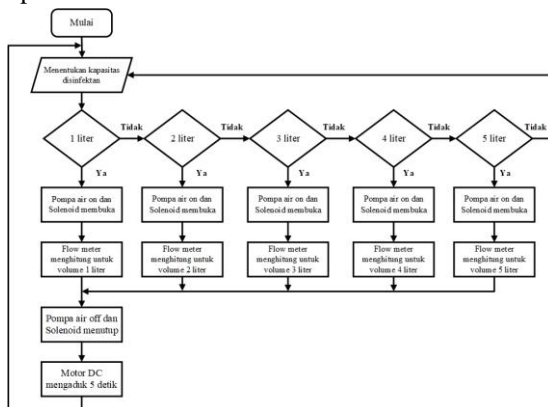 Mulai
Menentukan kapasitas
disinfektan
1 liter
Tidak
2 liter
Tidak
3 liter
Tidak
4 liter
Tidak
5 liter
Tidak
Ya
Ya
Ya
Ya
Ya
Pompa air on dan
Solenoid membuka
Pompa air on dan
Solenoid membuka
Pompa air on dan
Solenoid membuka
Pompa air on dan
Solenoid membuka
Pompa air on dan
Solenoid membuka
Flow meter
menghitung untuk
volume 1 liter
Flow meter
menghitung untuk
volume 2 liter
Flow meter
menghitung untuk
volume 3 liter
Flow meter
menghitung untuk
volume 4 liter
Flow meter
menghitung untuk
volume 5 liter
Pompa air off dan
Solenoid menutup
Motor DC
mengaduk 5 detik